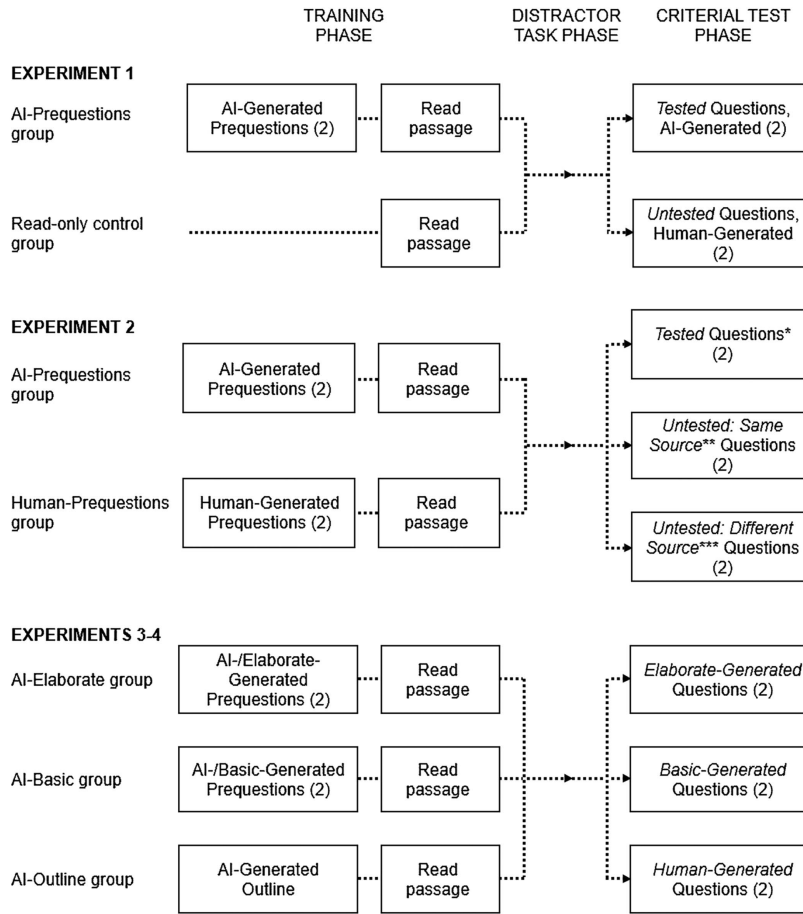 TRAINING
PHASE
DISTRACTOR
TASK PHASE
CRITERIAL TEST
PHASE
EXPERIMENT 1
AI-Prequestions
group
AI-Generated
Prequestions (2)
Read
passage
Tested Questions,
AI-Generated (2)
Read-only control
group
Read
passage
Untested Questions,
Human-Generated
(2)
EXPERIMENT 2
AI-Prequestions
group
AI-Generated
Prequestions (2)
Read
passage
Tested Questions*
(2)
Untested: Same
Source** Questions
(2)
Human-Prequestions
group
Human-Generated
Prequestions (2)
Read
passage
Untested: Different
Source*** Questions
(2)
EXPERIMENTS 3-4
AI-Elaborate group
AI-/Elaborate-
Generated
Prequestions (2)
Read
passage
Elaborate-Generated
Questions (2)
AI-Basic group
AI-/Basic-Generated
Prequestions (2)
Read
passage
Basic-Generated
Questions (2)
AI-Outline group
AI-Generated
Outline
Read
passage
Human-Generated
Questions (2)